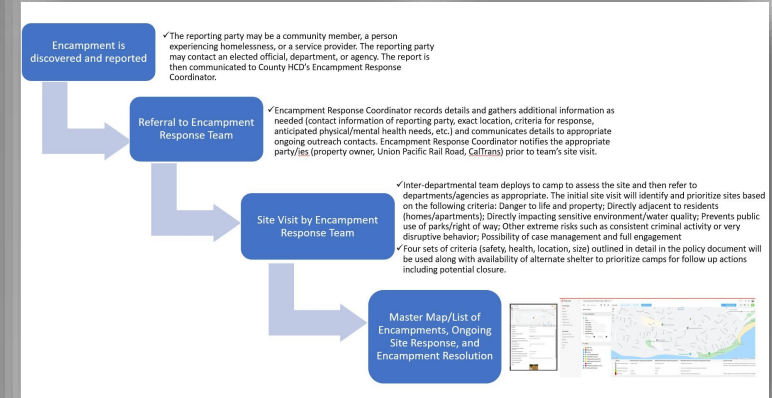 Encampment is
discovered and reported
✓The reporting party may be a community member, a person
experiencing homelessness, or a service provider. The reporting party
may contact an elected official, department, or agency. The report is
then communicated to County HCD's Encampment Response
Coordinator.
Referral to Encampment
Response Team
✓Encampment Response Coordinator records details and gathers additional information as
needed (contact information of reporting party, exact location, criteria for response,
anticipated physical/mental health needs, etc.) and communicates details to appropriate
ongoing outreach contacts. Encampment Response Coordinator notifies the appropriate
party/ies (property owner, Union Pacific Rail Road, CalTrans) prior to team's site visit.
Site Visit by Encampment
Response Team
✓Inter-departmental team deploys to camp to assess the site and then refer to
departments/agencies as appropriate. The initial site visit will identify and prioritize sites based
on the following criteria: Danger to life and property; Directly adjacent to residents
(homes/apartments); Directly impacting sensitive environment/water quality; Prevents public
use of parks/right of way; Other extreme risks such as consistent criminal activity or very
disruptive behavior; Possibility of case management and full engagement
✓Four sets of criteria (safety, health, location, size) outlined in detail in the policy document will
be used along with availability of alternate shelter to prioritize camps for follow up actions
including potential closure.
Master Map/List of
Encampments, Ongoing
Site Response, and
Encampment Resolution